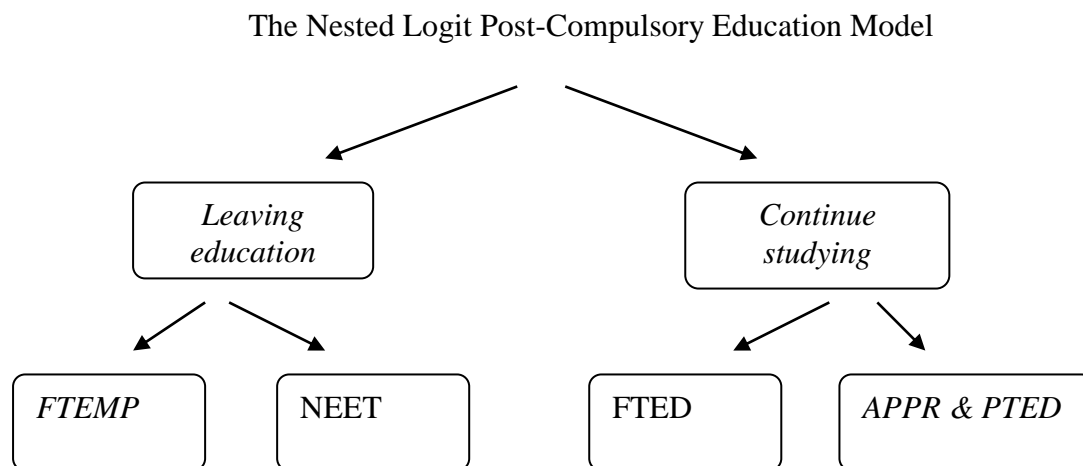 The Nested Logit Post-Compulsory Education Model
Leaving
education
Continue
studying
FTEMP
NEET
FTED
APPR & PTED